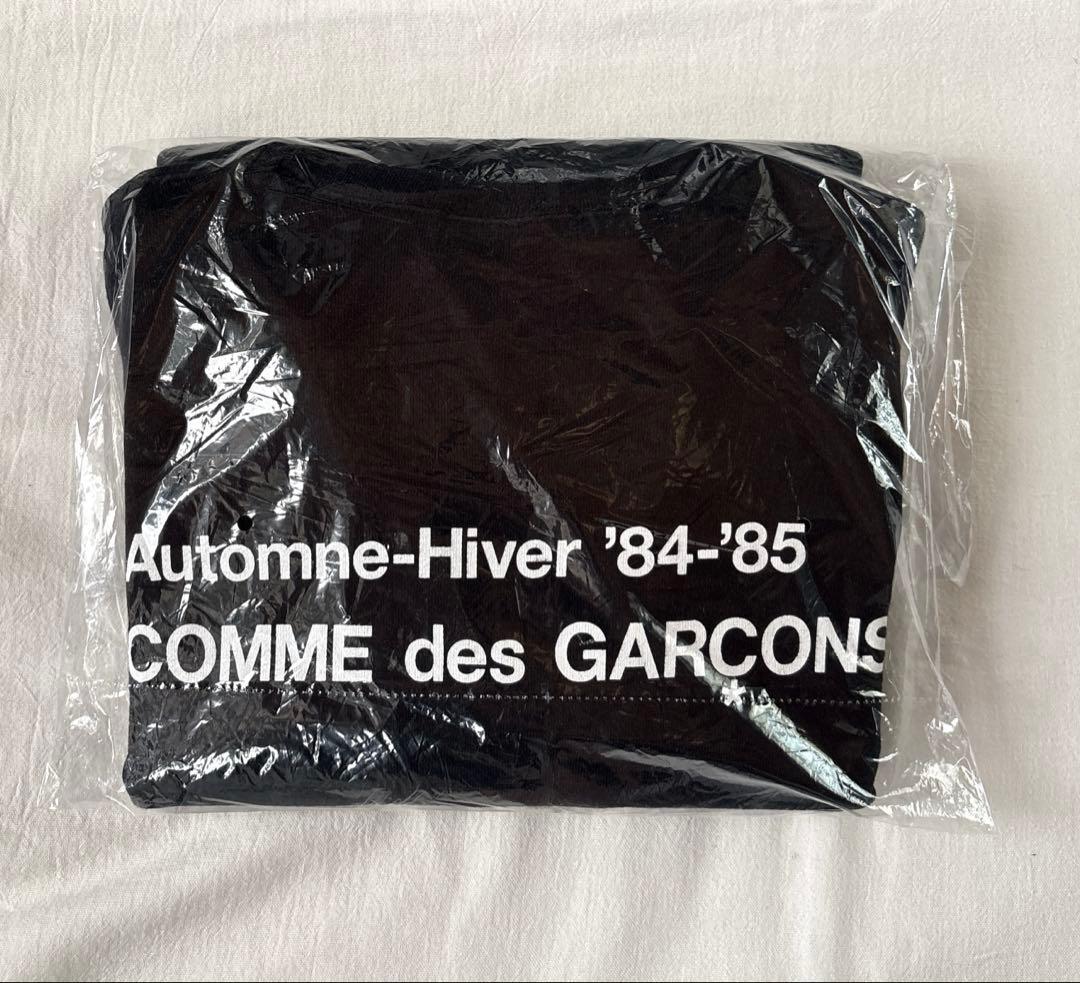 Automne-Hiver ’84-’85
COMME des GARCONS